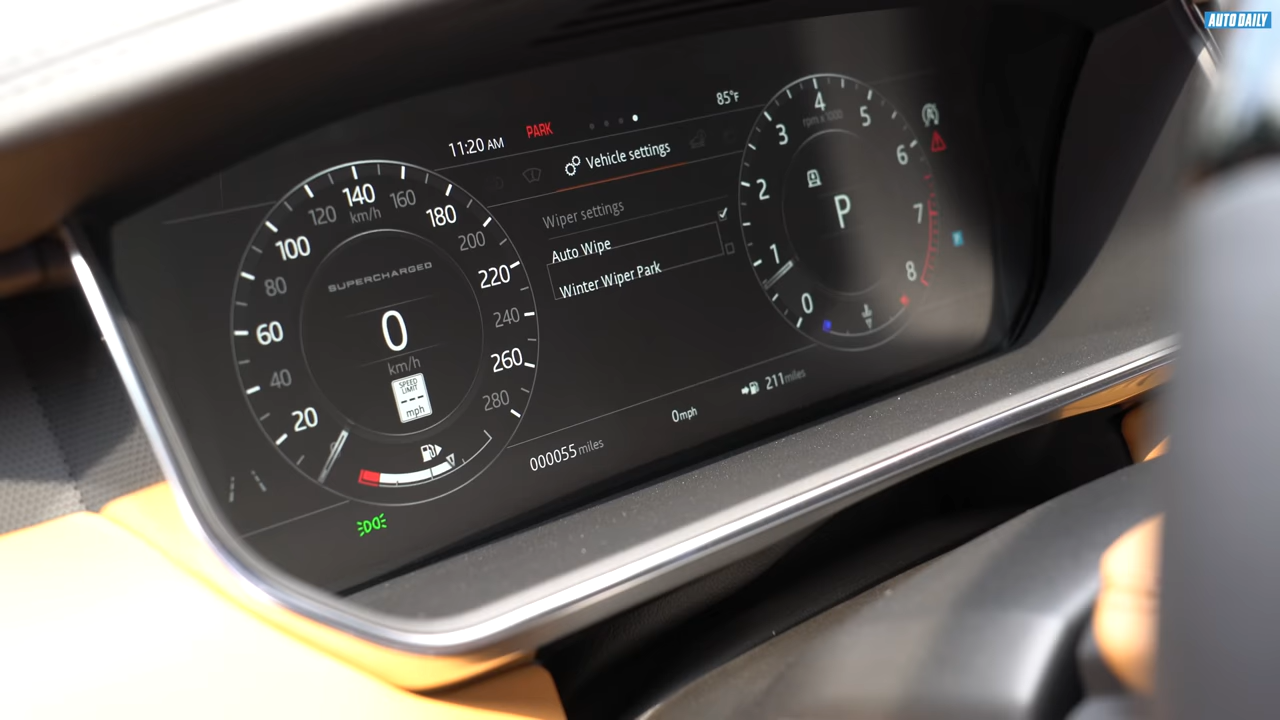 AUTO DAILY
11:20 AM
PARK
85°F
Vehicle settings
Wiper settings
Auto Wipe
Winter Wiper Park
20
40
60
80
100
120
140
km/h
160
180
200
220
240
260
280
SUPERCHARGED
0
km/h
SPEED
LIMIT
---
mph
0
1
2
3
4
rpm x 1000
5
6
7
8
A
P
000055 miles
0 mph
211 miles